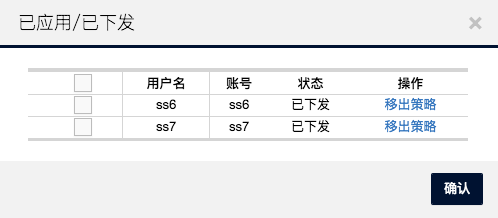 已应用/已下发
×
用户名 账号 状态 操作
ss6 ss6 已下发 移出策略
ss7 ss7 已下发 移出策略
确认